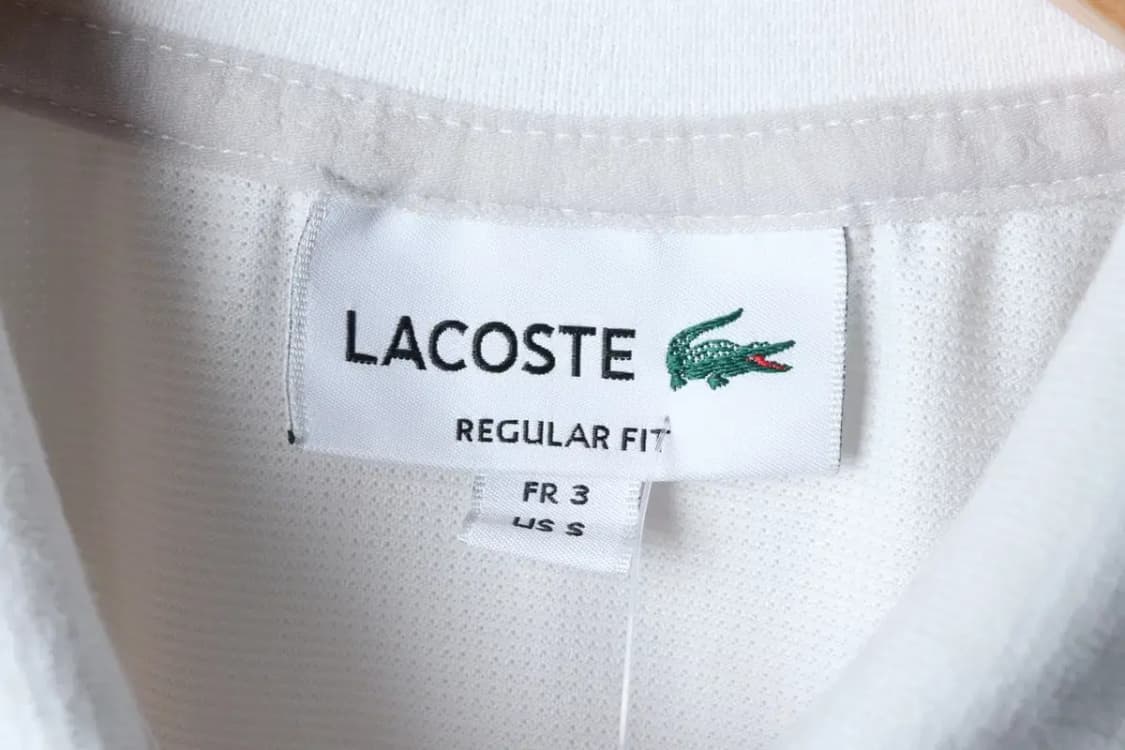 LACOSTE
REGULAR FIT
FR 3
US S